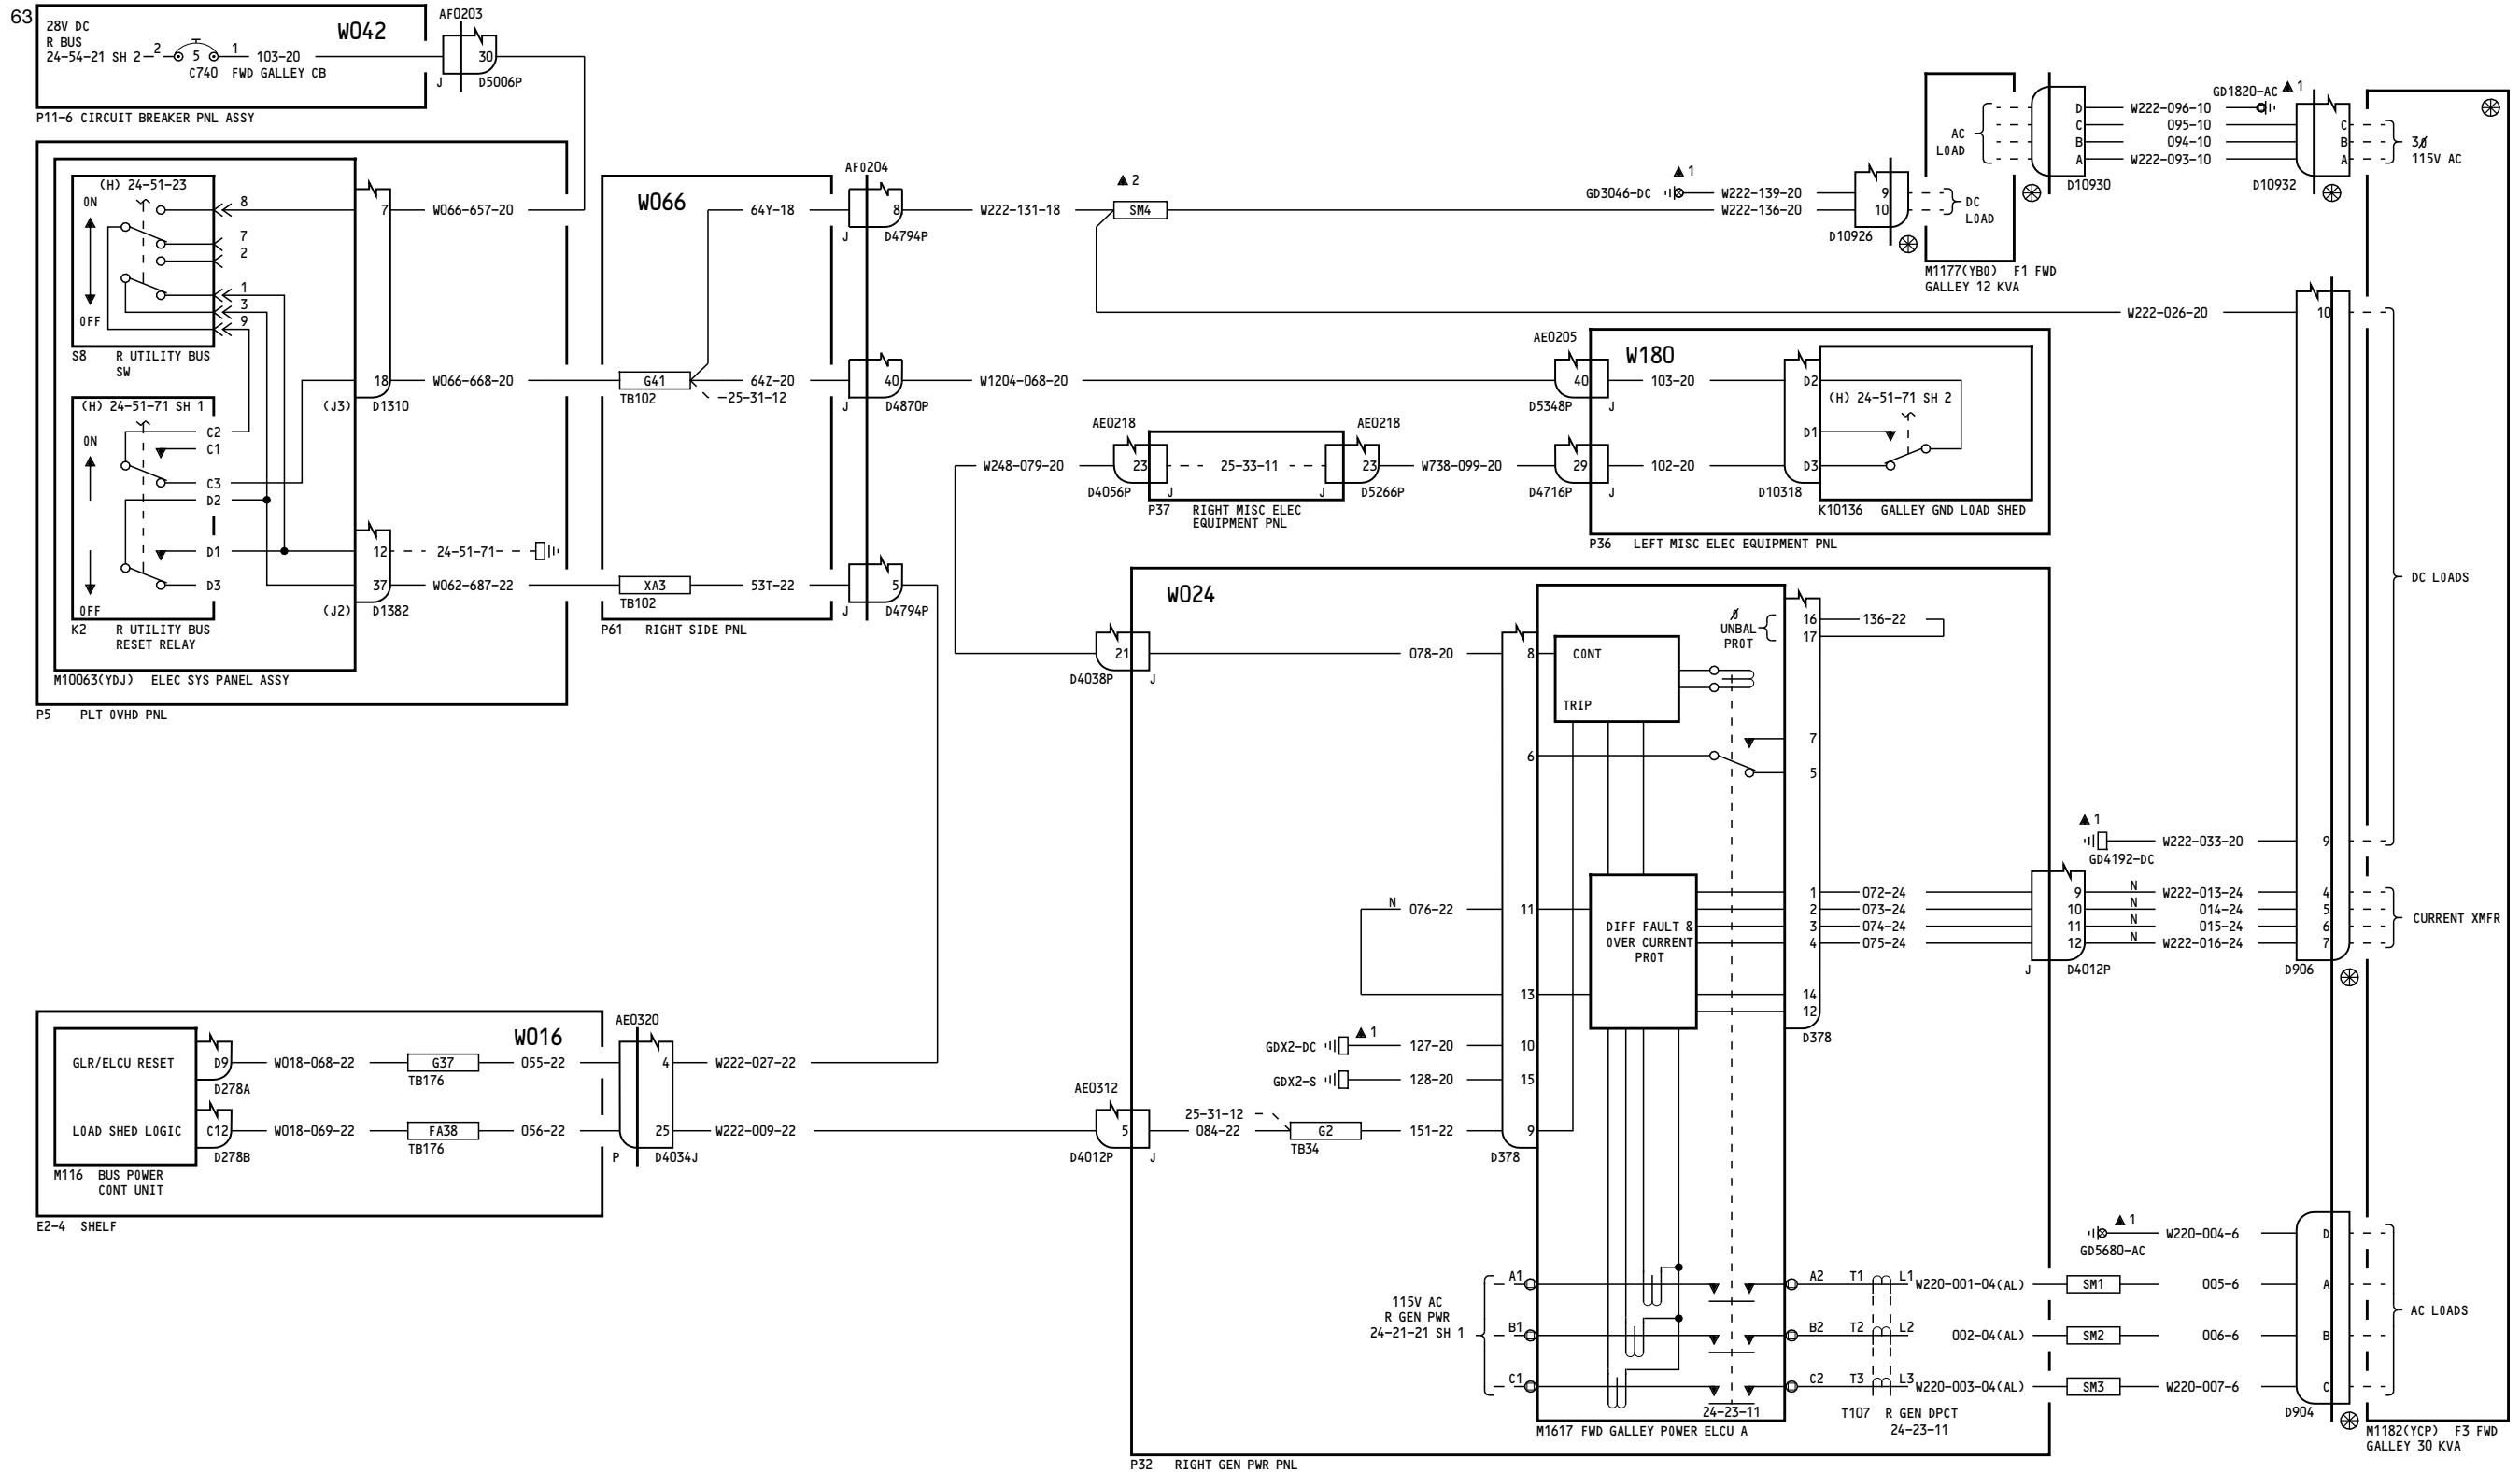 63
28V DC
R BUS
24-54-21 SH 2
2
5
1
103-20
C740 FWD GALLEY CB
W042
AF0203
30
J
D5006P
P11-6 CIRCUIT BREAKER PNL ASSY
(H) 24-51-23
ON
OFF
8
7
2
1
3
9
S8 R UTILITY BUS
SW
(H) 24-51-71 SH 1
ON
OFF
C2
C1
C3
D2
D1
D3
K2 R UTILITY BUS
RESET RELAY
7
W066-657-20
18
W066-668-20
(J3) D1310
12
24-51-71
37
W062-687-22
(J2) D1382
M10063(YDJ) ELEC SYS PANEL ASSY
P5 PLT OVHD PNL
W066
64Y-18
G41
TB102
64Z-20
25-31-12
XA3
TB102
53T-22
P61 RIGHT SIDE PNL
AF0204
8
J D4794P
40
J D4870P
5
J D4794P
W222-131-18
▲ 2
SM4
▲ 1
GD3046-DC
W222-139-20
W222-136-20
9
10
D10926
DC
LOAD
AC
LOAD
M1177(YB0) F1 FWD
GALLEY 12 KVA
D
C
B
A
D10930
W222-096-10
095-10
094-10
W222-093-10
GD1820-AC ▲ 1
C
B
A
D10932
3Ø
115V AC
W222-026-20
10
W1204-068-20
AE0205
40
D5348P J
W180
103-20
D2
(H) 24-51-71 SH 2
D1
D3
102-20
D10318
K10136 GALLEY GND LOAD SHED
P36 LEFT MISC ELEC EQUIPMENT PNL
W248-079-20
AE0218
23
D4056P
J
25-33-11
J
AE0218
23
D5266P
P37 RIGHT MISC ELEC
EQUIPMENT PNL
W738-099-20
29
D4716P J
DC LOADS
W024
21
D4038P J
078-20
8
CONT
TRIP
Ø
UNBAL
PROT
16
17
136-22
6
7
5
N 076-22
11
13
DIFF FAULT &
OVER CURRENT
PROT
1
2
3
4
14
12
D378
072-24
073-24
074-24
075-24
9
10
11
12
J D4012P
N
N
N
N
W222-013-24
014-24
015-24
W222-016-24
▲ 1
GD4192-DC
W222-033-20
9
4
5
6
7
D906
CURRENT XMFR
GDX2-DC
▲ 1
127-20
10
GDX2-S
128-20
15
25-31-12
084-22
G2
TB34
151-22
9
D378
AE0312
5
D4012P J
W016
GLR/ELCU RESET
D9
D278A
W018-068-22
G37
TB176
055-22
LOAD SHED LOGIC
C12
D278B
W018-069-22
FA38
TB176
056-22
M116 BUS POWER
CONT UNIT
E2-4 SHELF
AE0320
4
25
P D4034J
W222-027-22
W222-009-22
115V AC
R GEN PWR
24-21-21 SH 1
A1
B1
C1
24-23-11
A2
B2
C2
T1
T2
T3
L1
L2
L3
T107 R GEN DPCT
24-23-11
M1617 FWD GALLEY POWER ELCU A
P32 RIGHT GEN PWR PNL
W220-001-04(AL)
002-04(AL)
W220-003-04(AL)
SM1
SM2
SM3
005-6
006-6
W220-007-6
▲ 1
GD5680-AC
W220-004-6
D
A
B
C
D904
AC LOADS
M1182(YCP) F3 FWD
GALLEY 30 KVA